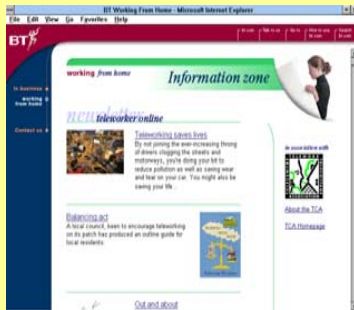 BT Working From Home - Microsoft Internet Explorer
File Edit View Go Favorites Help
BT
in business
working
from home
Contact us
working from home
Information zone
newsletter
teleworker online
Teleworking saves lives
By not joining the ever-increasing throng
of drivers clogging the streets and
motorways, you're doing your bit to
reduce pollution as well as saving wear
and tear on your car. You might also be
saving your life...
Balancing act
A local council, keen to encourage teleworking
on its patch has produced an outline guide for
local residents.
Out and about
in association with
About the TCA
TCA Homepage